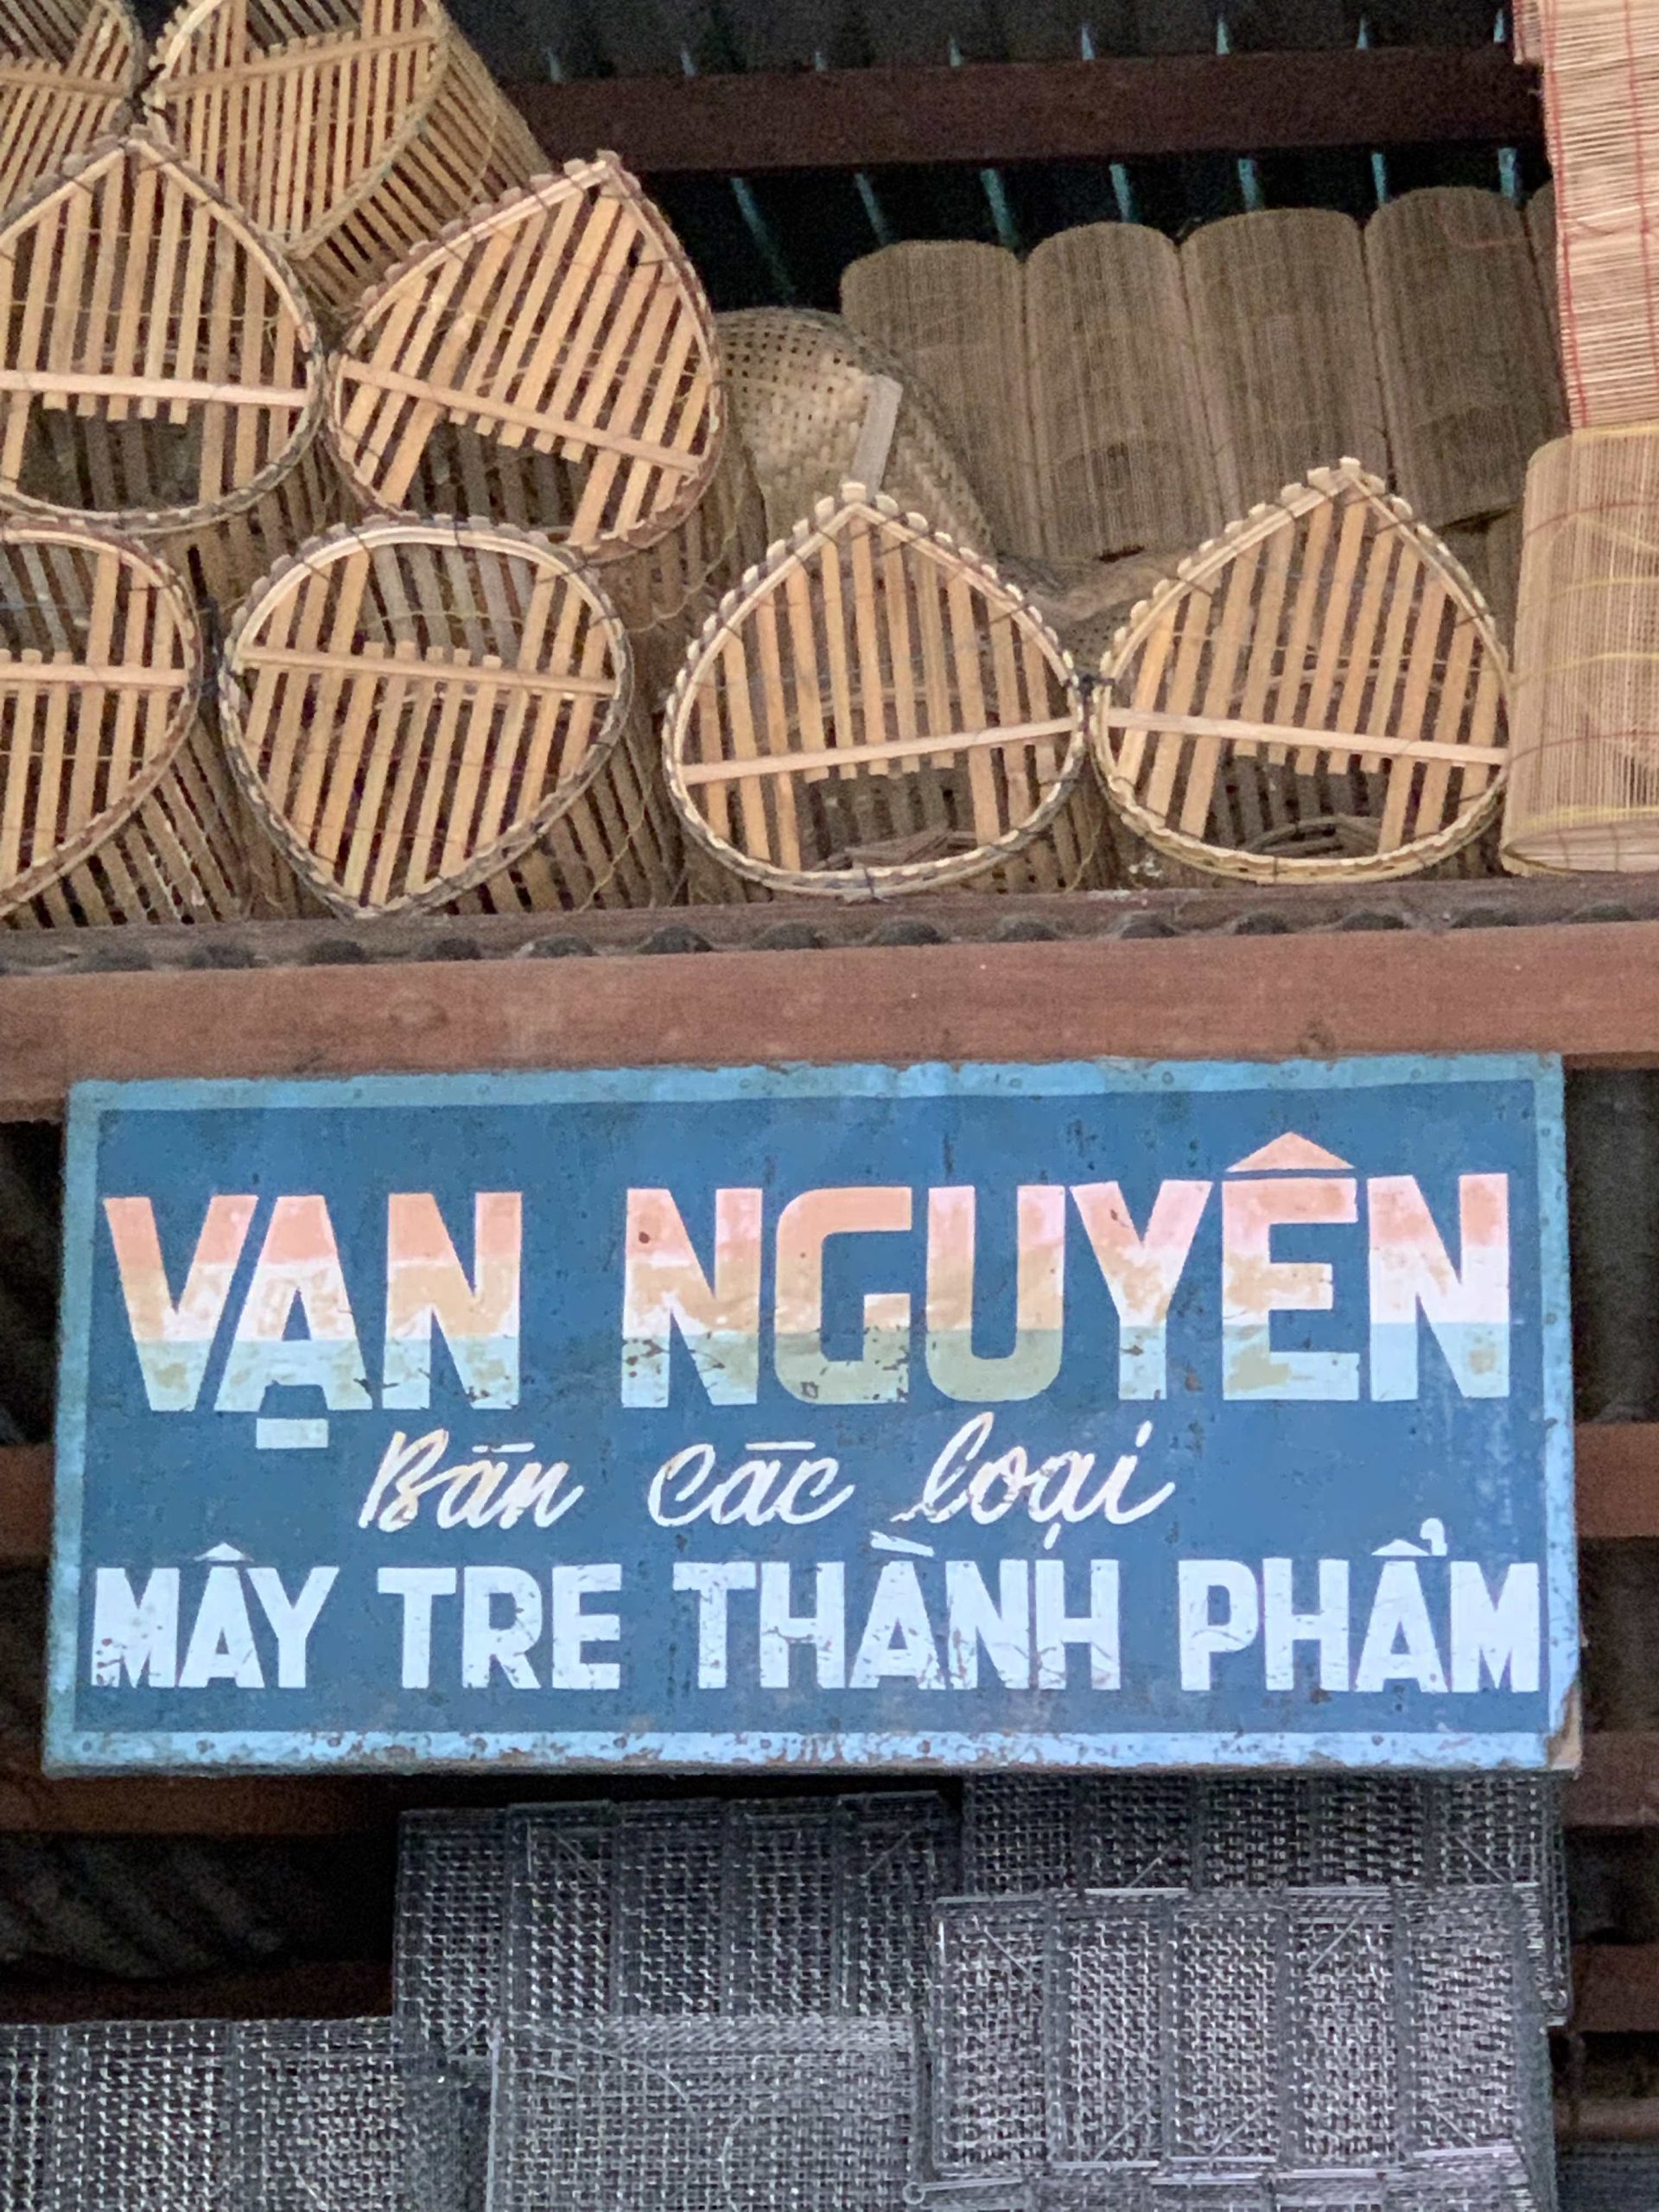 VẠN NGUYÊN
Bán các loại
MÂY TRE THÀNH PHẨM